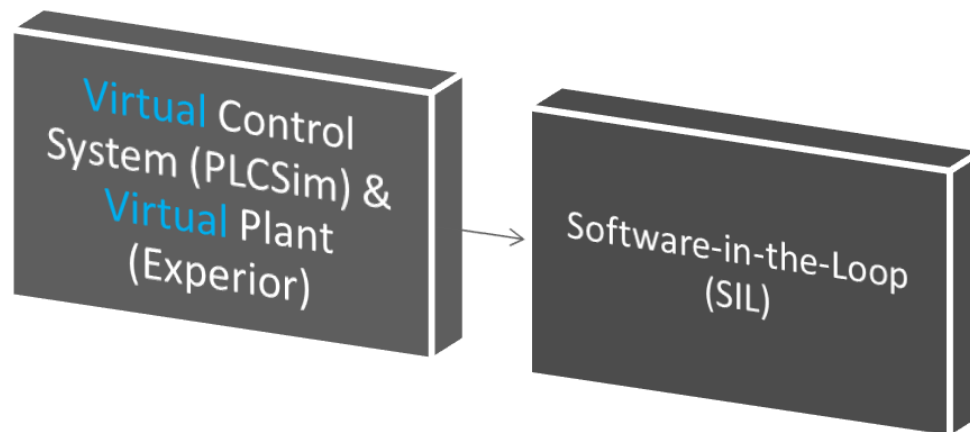 Virtual Control
System (PLCSim) &
Virtual Plant
(Experior)
Software-in-the-Loop
(SIL)